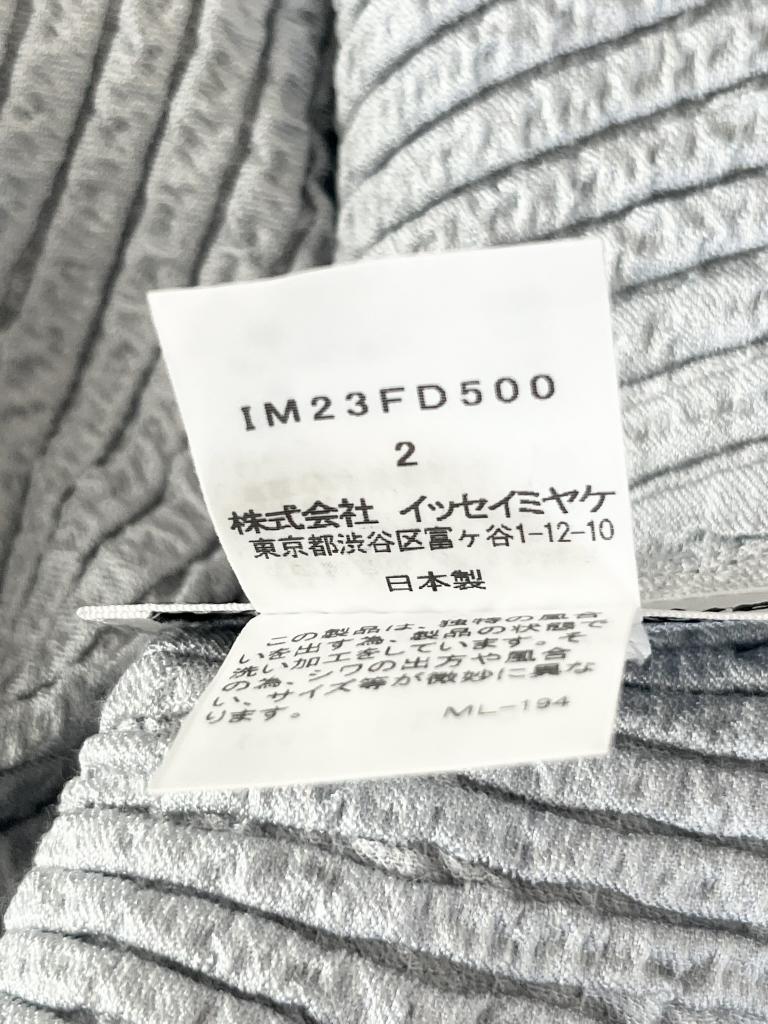 IM23FD500
2
株式会社 イッセイミヤケ
東京都渋谷区富ヶ谷1-12-10
日本製
この製品は、独特の風合
いを出す為、製品の状態で
洗い加工をしています。そ
の為、シワの出方や風合
い、サイズ等が微妙に異な
ります。 ML-194